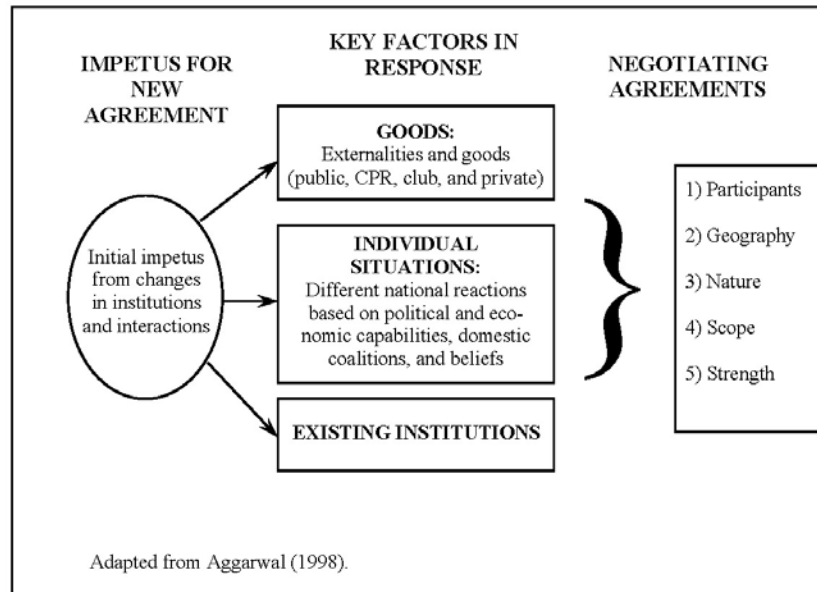 IMPETUS FOR
NEW
AGREEMENT
Initial impetus
from changes
in institutions
and interactions
KEY FACTORS IN
RESPONSE
GOODS:
Externalities and goods
(public, CPR, club, and private)
INDIVIDUAL
SITUATIONS:
Different national reactions
based on political and eco-
nomic capabilities, domestic
coalitions, and beliefs
EXISTING INSTITUTIONS
NEGOTIATING
AGREEMENTS
1) Participants
2) Geography
3) Nature
4) Scope
5) Strength
Adapted from Aggarwal (1998).